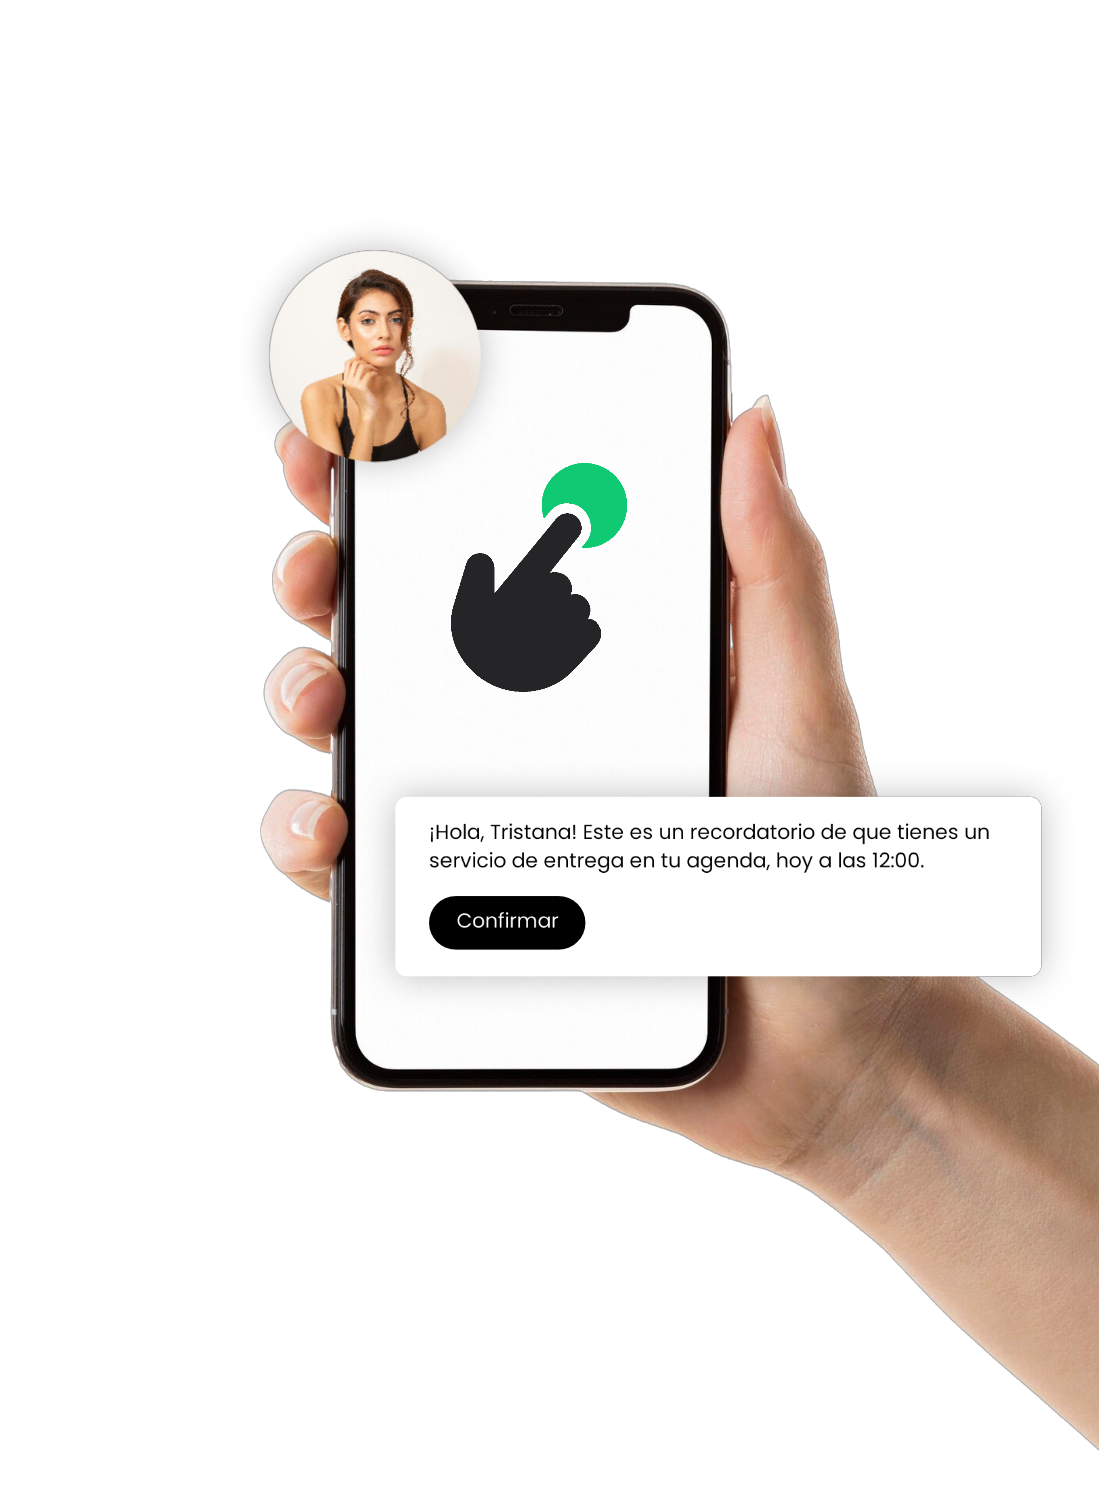 ¡Hola, Tristana! Este es un recordatorio de que tienes un
servicio de entrega en tu agenda, hoy a las 12:00.
Confirmar